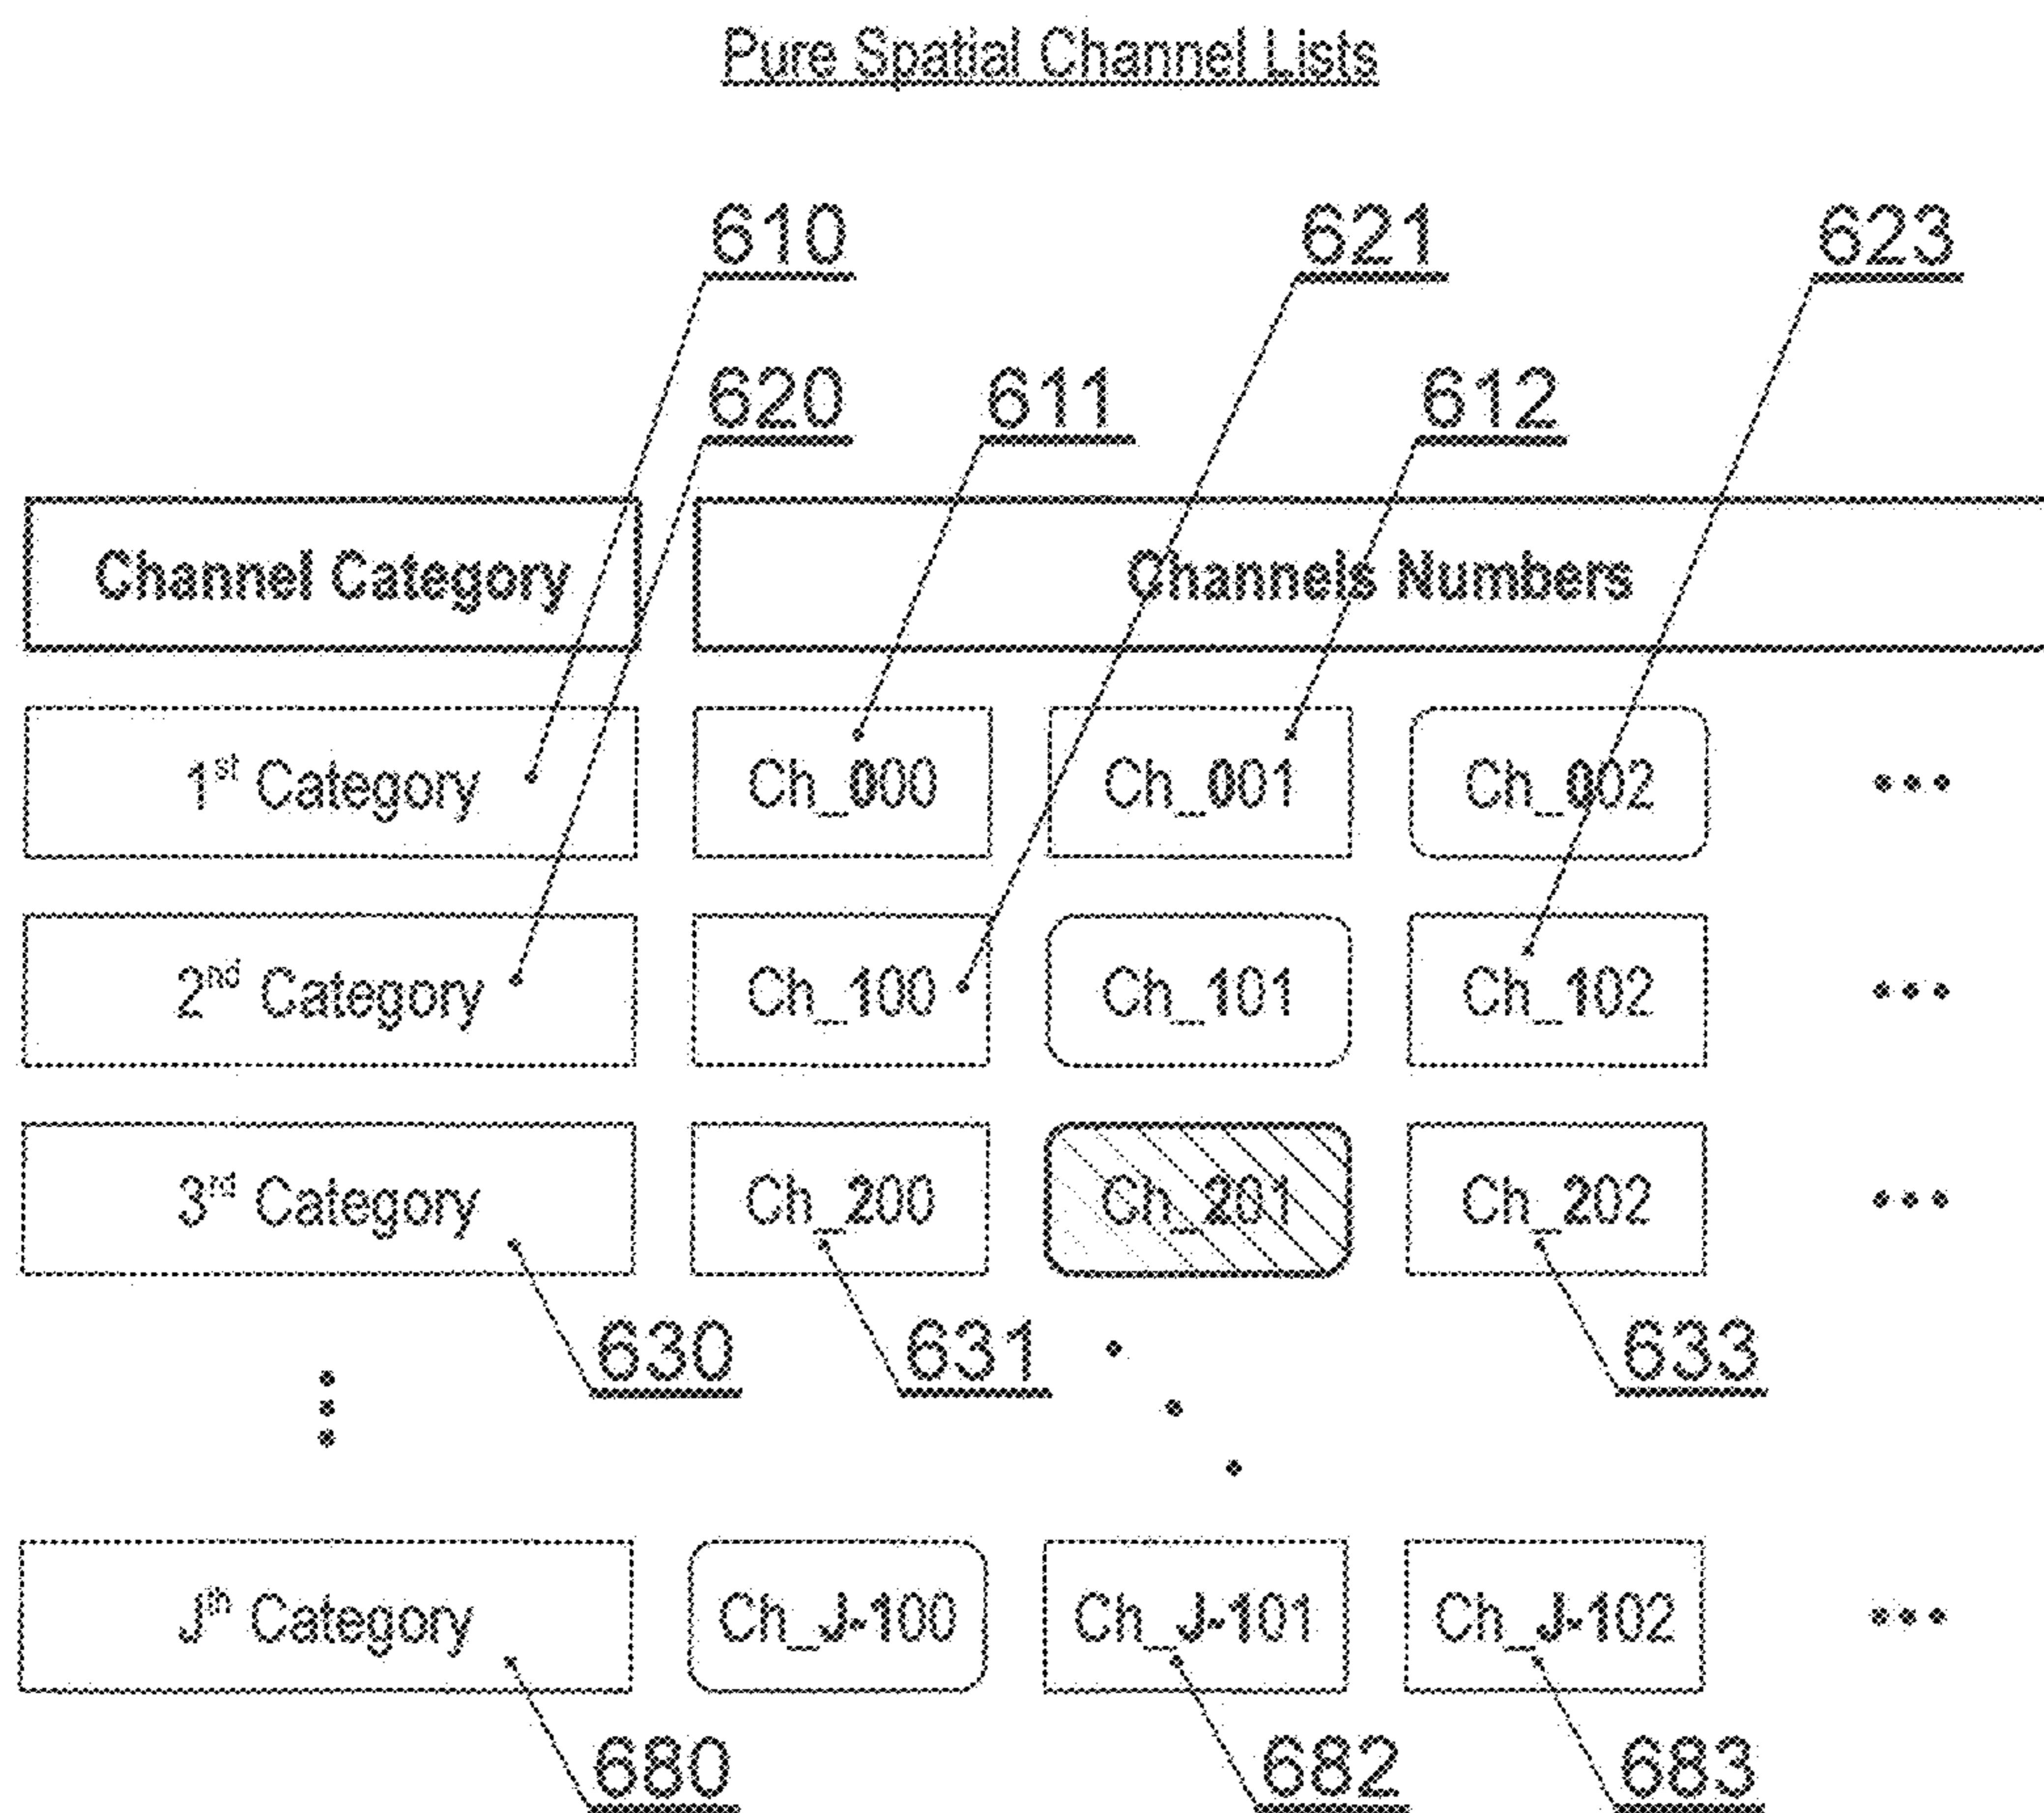 Pure Spatial Channel Lists
610 621 623
620 611 612
Channel Category Channels Numbers
1st Category Ch_000 Ch_001 Ch_002 •••
2nd Category Ch_100 Ch_101 Ch_102 •••
3rd Category Ch_200 Ch_201 Ch_202 •••
630 631 633
Jth Category Ch_J-100 Ch_J-101 Ch_J-102 •••
680 682 683